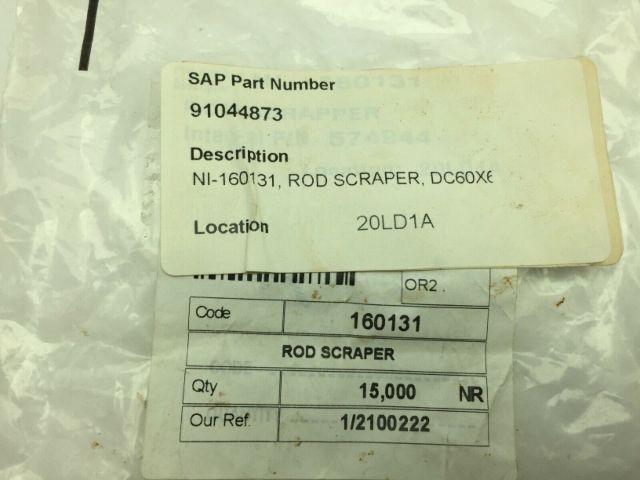 SAP Part Number
91044873
Description
NI-160131, ROD SCRAPER, DC60X6
Location 20LD1A
OR2 .
Code 160131
ROD SCRAPER
Qty 15,000 NR
Our Ref. 1/2100222